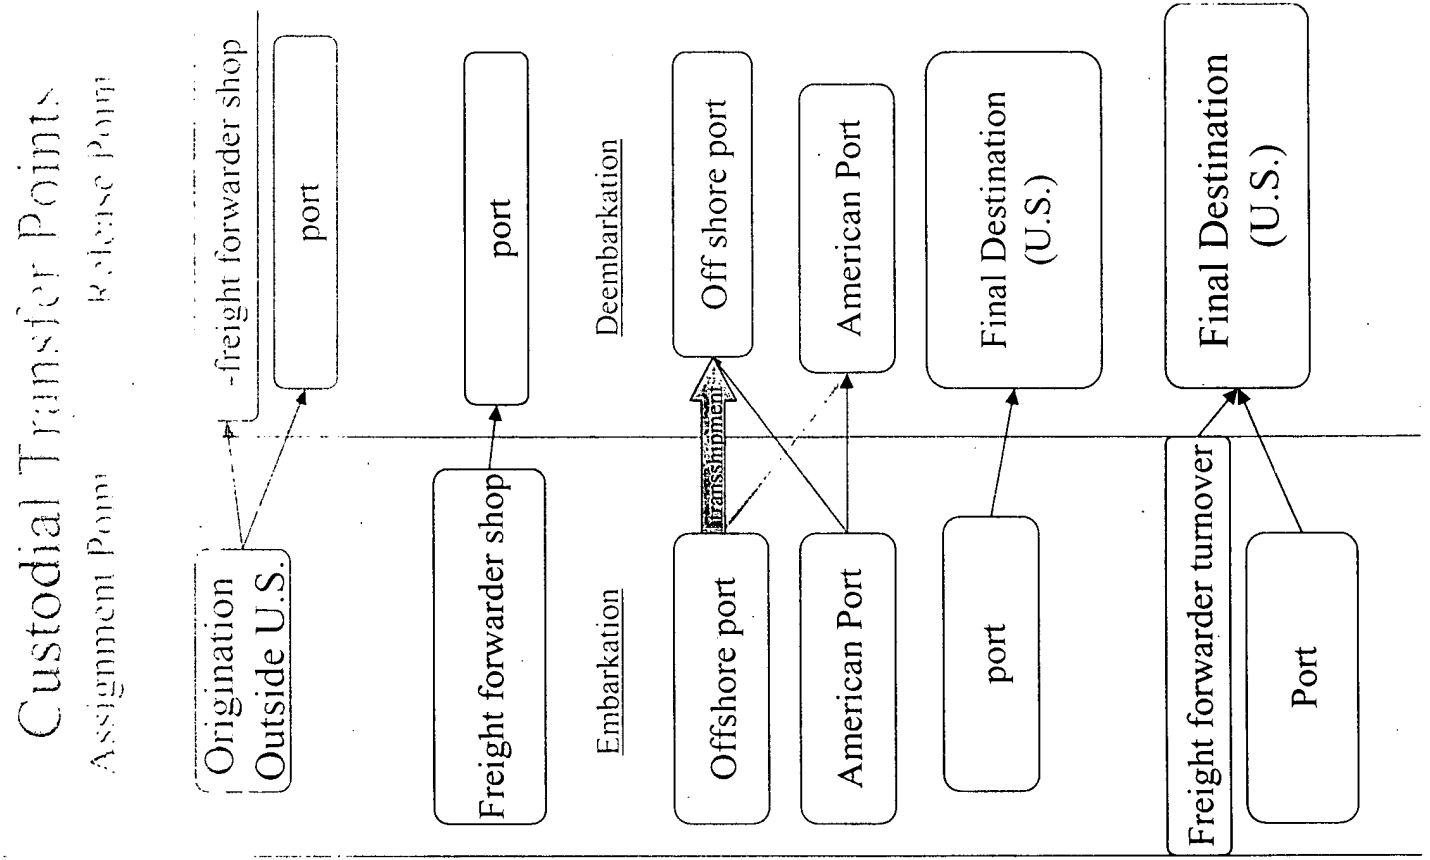 Custodial Transfer Points
Assignment Point
Release Point
Origination
Outside U.S.
-freight forwarder shop
port
Freight forwarder shop
port
Embarkation
Deembarkation
Offshore port
transshipment
Off shore port
American Port
American Port
port
Final Destination
(U.S.)
Freight forwarder turnover
Port
Final Destination
(U.S.)